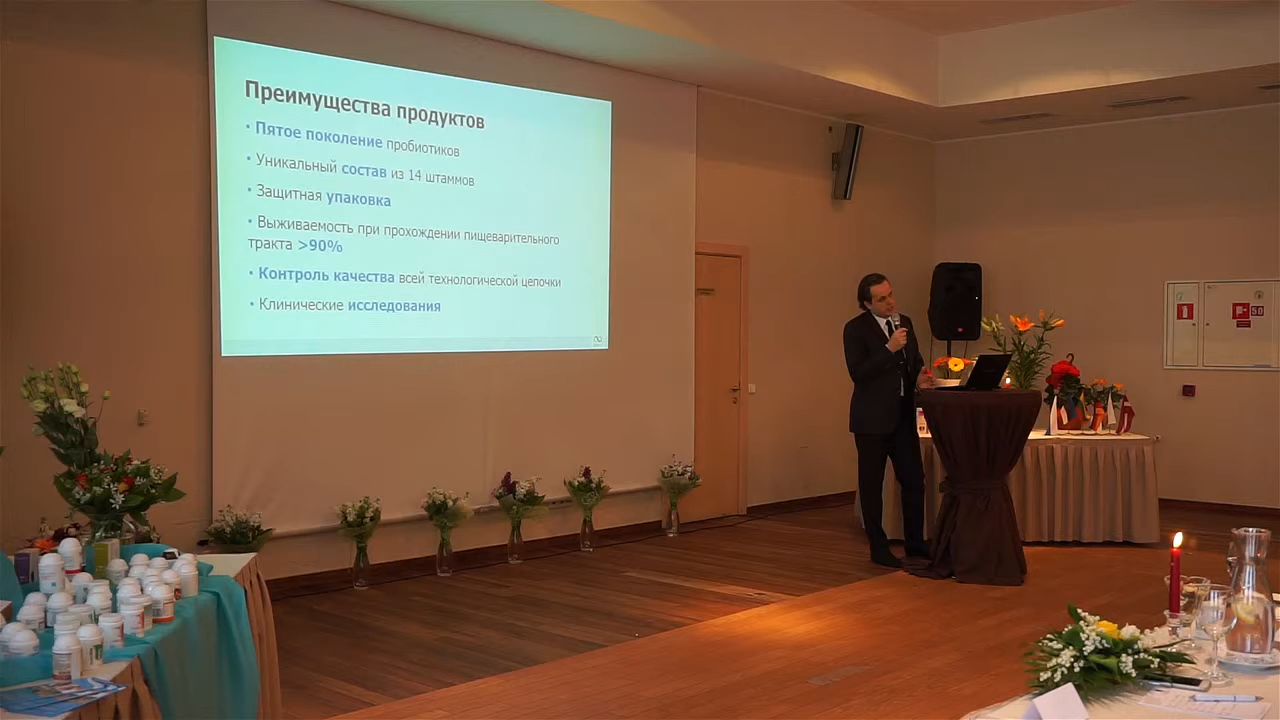 Преимущества продуктов
• Пятое поколение пробиотиков
• Уникальный состав из 14 штаммов
• Защитная упаковка
• Выживаемость при прохождении пищеварительного
тракта >90%
• Контроль качества всей технологической цепочки
• Клинические исследования
50